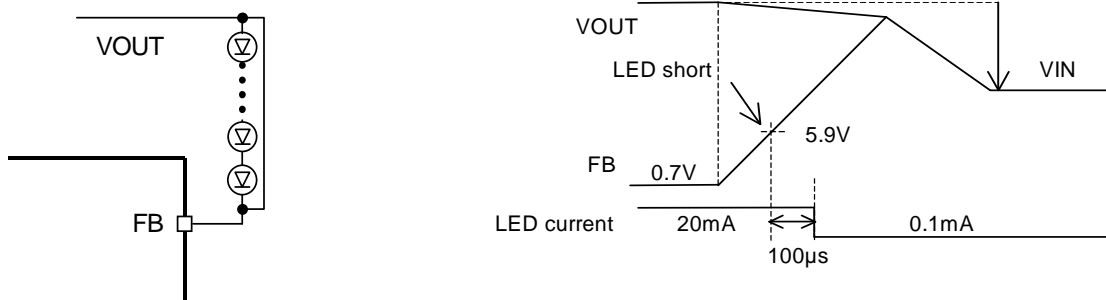 VOUT
FB
VOUT
LED short
VIN
5.9V
FB
0.7V
LED current
20mA
0.1mA
100µs